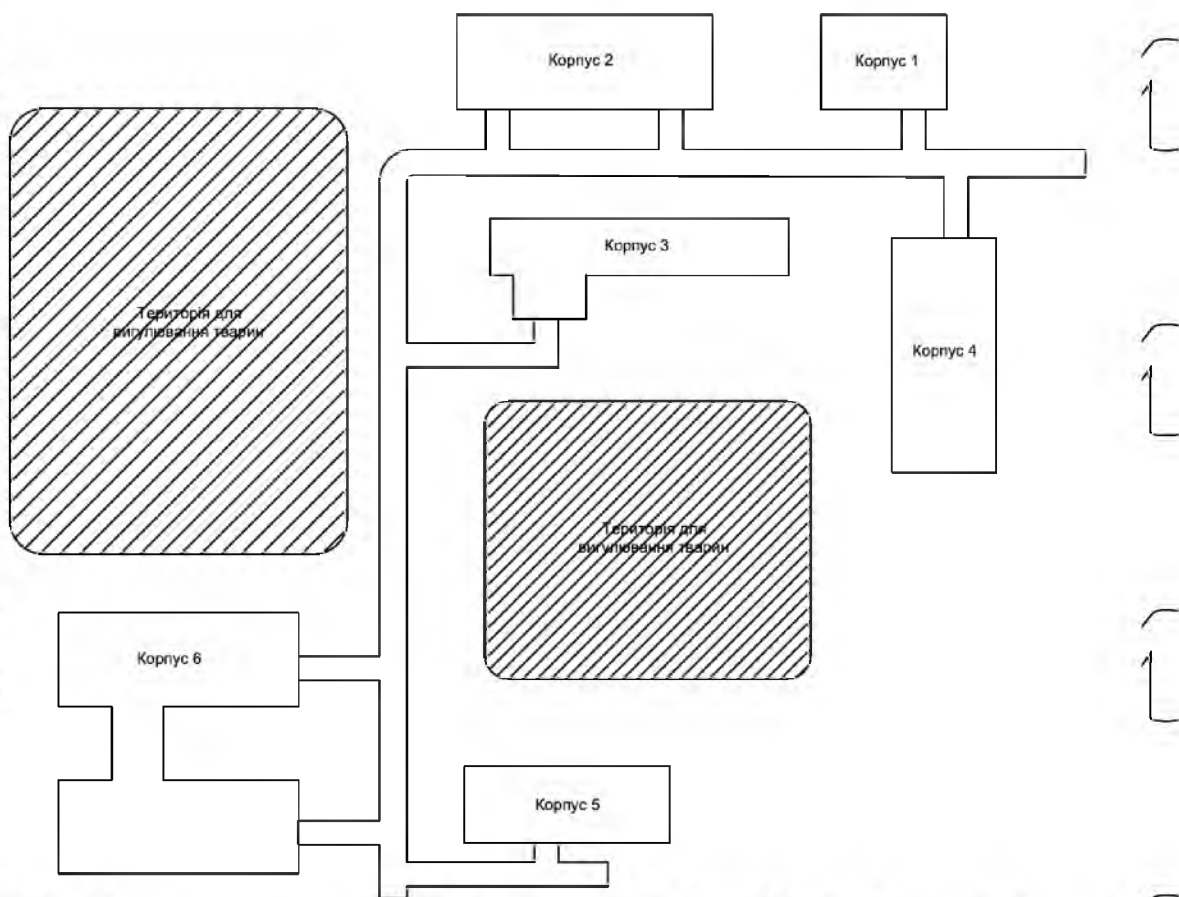 Корпус 2
Корпус 1
Корпус 3
Територія для
вигулювання тварин
Корпус 4
Територія для
вигулювання тварин
Корпус 6
Корпус 5